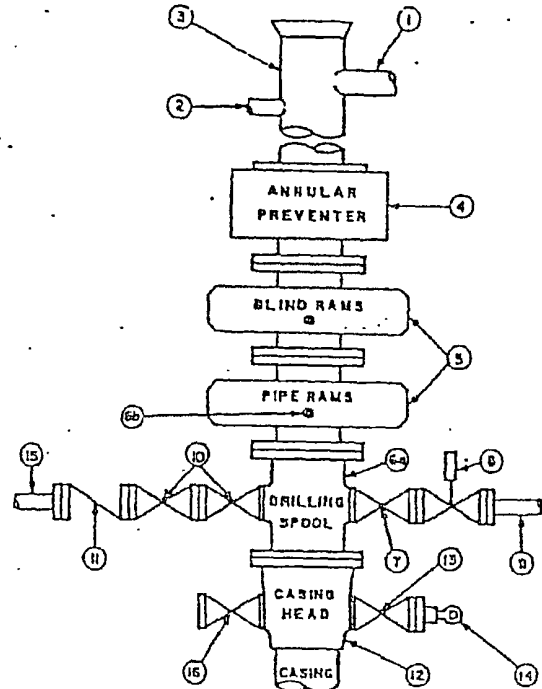 3
1
2
ANNULAR
PREVENTER
4
BLIND RAMS
5
PIPE RAMS
6b
6a
15
10
8
DRILLING
SPOOL
11
7
9
13
CASING
HEAD
16
12
14
CASING